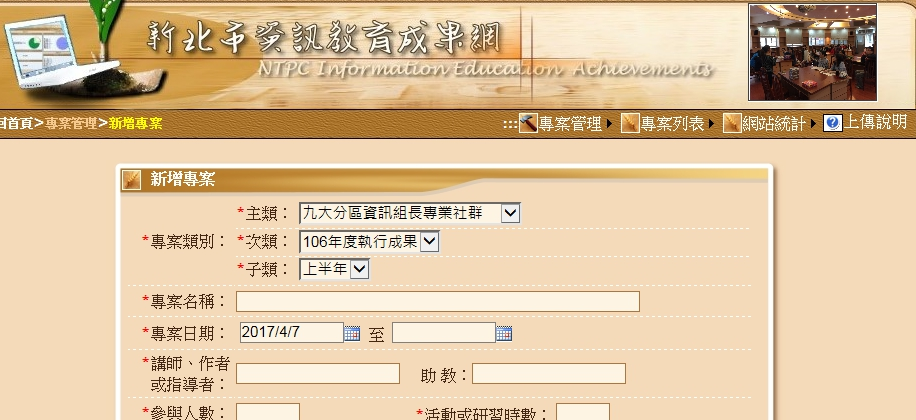 新北市資訊教育成果網
NTPC Information Education Achievements
回首頁>專案管理>新增專案
:::專案管理 專案列表 網站統計 上傳說明
新增專案
*主類： 九大分區資訊組長專業社群
*專案類別： *次類： 106年度執行成果
*子類： 上半年
*專案名稱：
*專案日期： 2017/4/7 至
*講師、作者
或指導者： 助教：
*參與人數： *活動或研習時數：